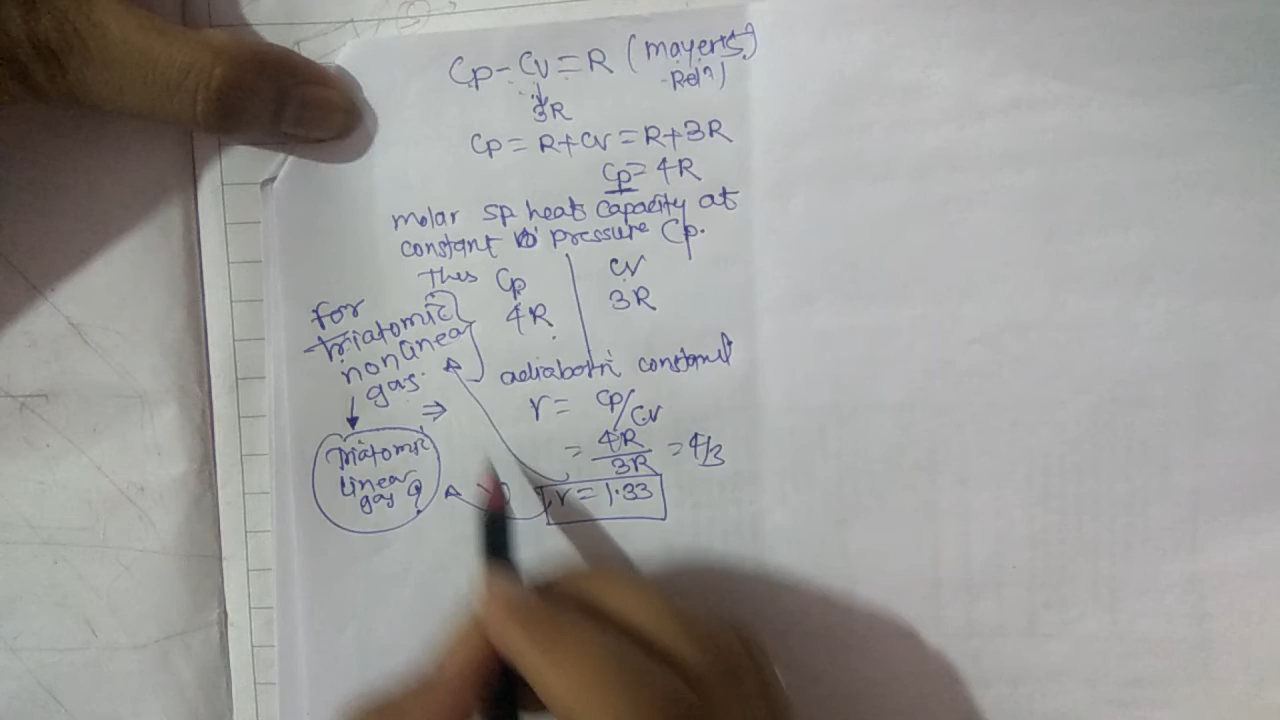 Cp - Cv = R (mayer's
Reln)
3R
Cp = R + Cv = R + 3R
Cp = 4R
molar sp heats capacity at
constant pressure Cp.
Thus Cp | Cv
4R | 3R
for
triatomic
nonlinear
gas.
adiabatic constant
r = Cp/Cv
⇒
= 4R/3R = 4/3
r = 1.33
Triatomic
linear
gas ?